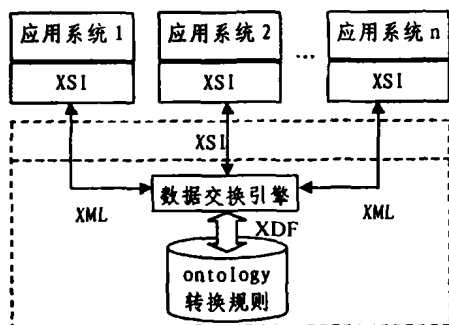 应用系统1 应用系统2 … 应用系统n
XSI XSI XSI
XSI
数据交换引擎
XML XML
XDF
ontology
转换规则